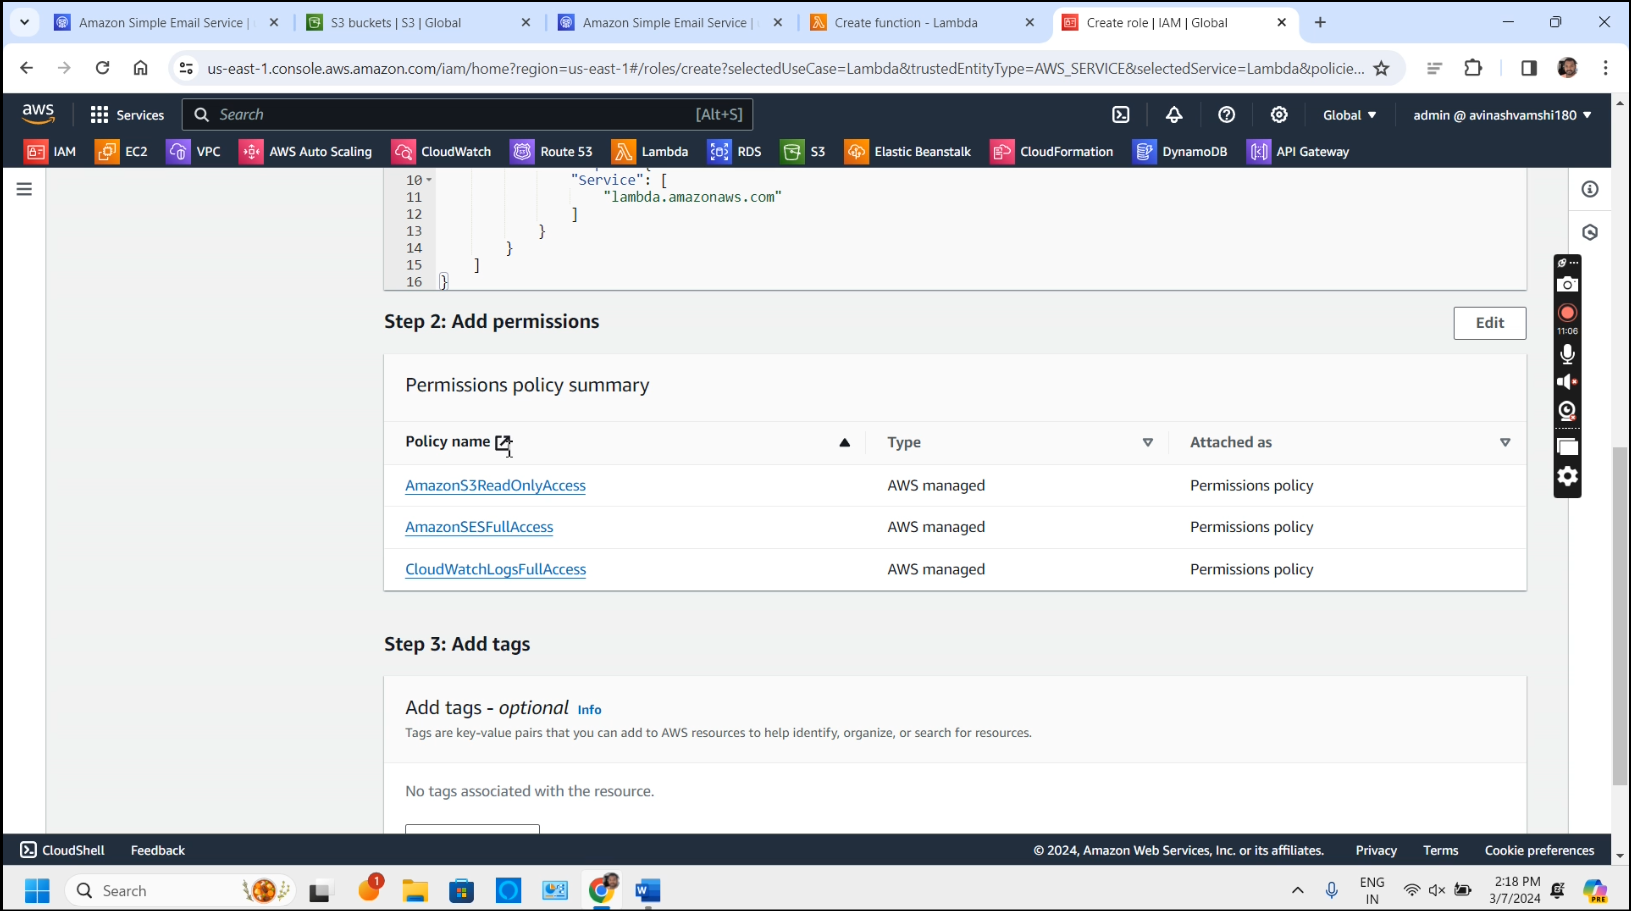 Amazon Simple Email Service |
S3 buckets | S3 | Global
Amazon Simple Email Service |
Create function - Lambda
Create role | IAM | Global
us-east-1.console.aws.amazon.com/iam/home?region=us-east-1#/roles/create?selectedUseCase=Lambda&trustedEntityType=AWS_SERVICE&selectedService=Lambda&policie...
aws
Services
Search
[Alt+S]
Global
admin @ avinashvamshi180
IAM
EC2
VPC
AWS Auto Scaling
CloudWatch
Route 53
Lambda
RDS
S3
Elastic Beanstalk
CloudFormation
DynamoDB
API Gateway
10 "Service": [
11 "lambda.amazonaws.com"
12 ]
13 }
14 }
15 ]
16 }
Step 2: Add permissions
Edit
11:06
Permissions policy summary
Policy name
Type
Attached as
AmazonS3ReadOnlyAccess
AWS managed
Permissions policy
AmazonSESFullAccess
AWS managed
Permissions policy
CloudWatchLogsFullAccess
AWS managed
Permissions policy
Step 3: Add tags
Add tags - optional Info
Tags are key-value pairs that you can add to AWS resources to help identify, organize, or search for resources.
No tags associated with the resource.
CloudShell
Feedback
© 2024, Amazon Web Services, Inc. or its affiliates.
Privacy
Terms
Cookie preferences
Search
1
ENG
IN
2:18 PM
3/7/2024
PRE